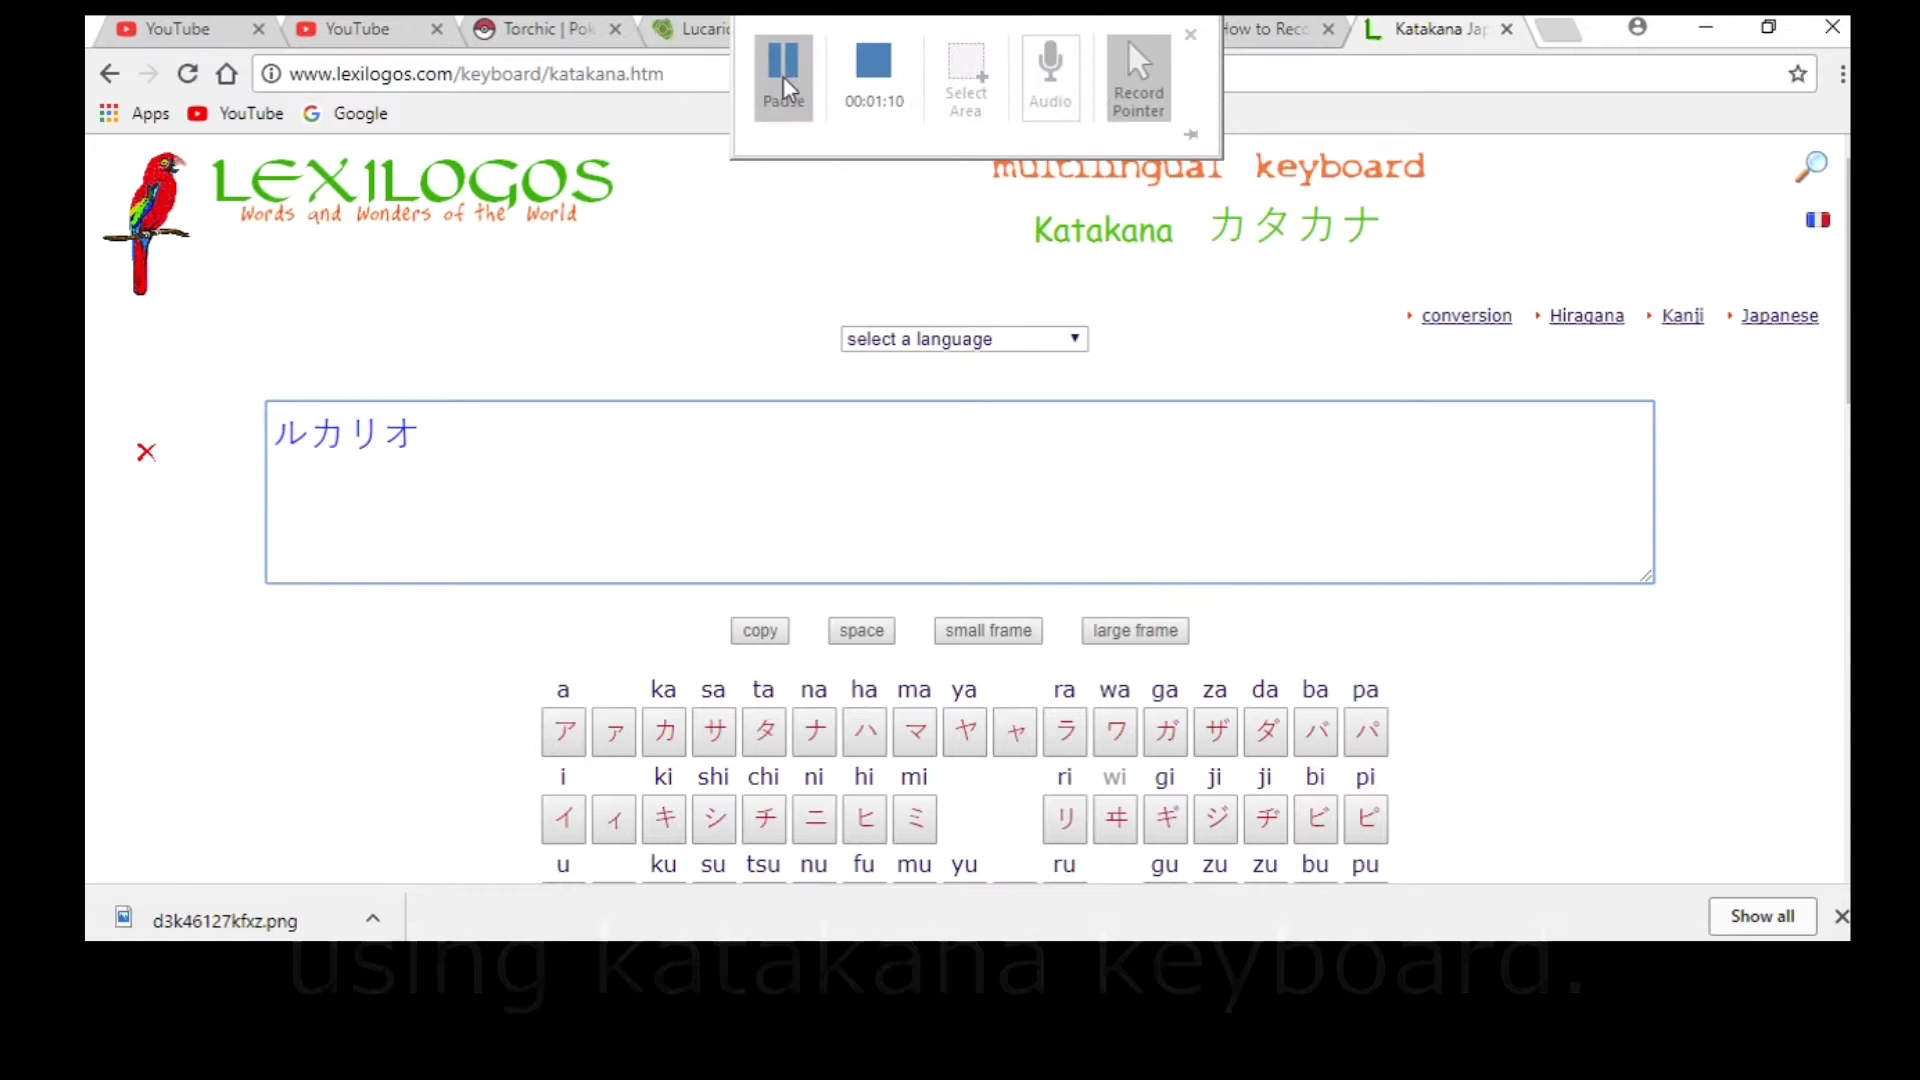 YouTube YouTube Torchic | Pok Lucari How to Reco Katakana Jap
www.lexilogos.com/keyboard/katakana.htm
Apps YouTube Google
Pause 00:01:10 Select Area Audio Record Pointer
LEXILOGOS
Words and Wonders of the World
multilingual keyboard
Katakana カタカナ
conversion Hiragana Kanji Japanese
select a language
ルカリオ
copy space small frame large frame
a ka sa ta na ha ma ya ra wa ga za da ba pa
ア ァ カ サ タ ナ ハ マ ヤ ャ ラ ワ ガ ザ ダ バ パ
i ki shi chi ni hi mi ri wi gi ji ji bi pi
イ ィ キ シ チ ニ ヒ ミ リ ヰ ギ ジ ヂ ビ ピ
u ku su tsu nu fu mu yu ru gu zu zu bu pu
d3k46127kfxz.png Show all
using katakana keyboard.